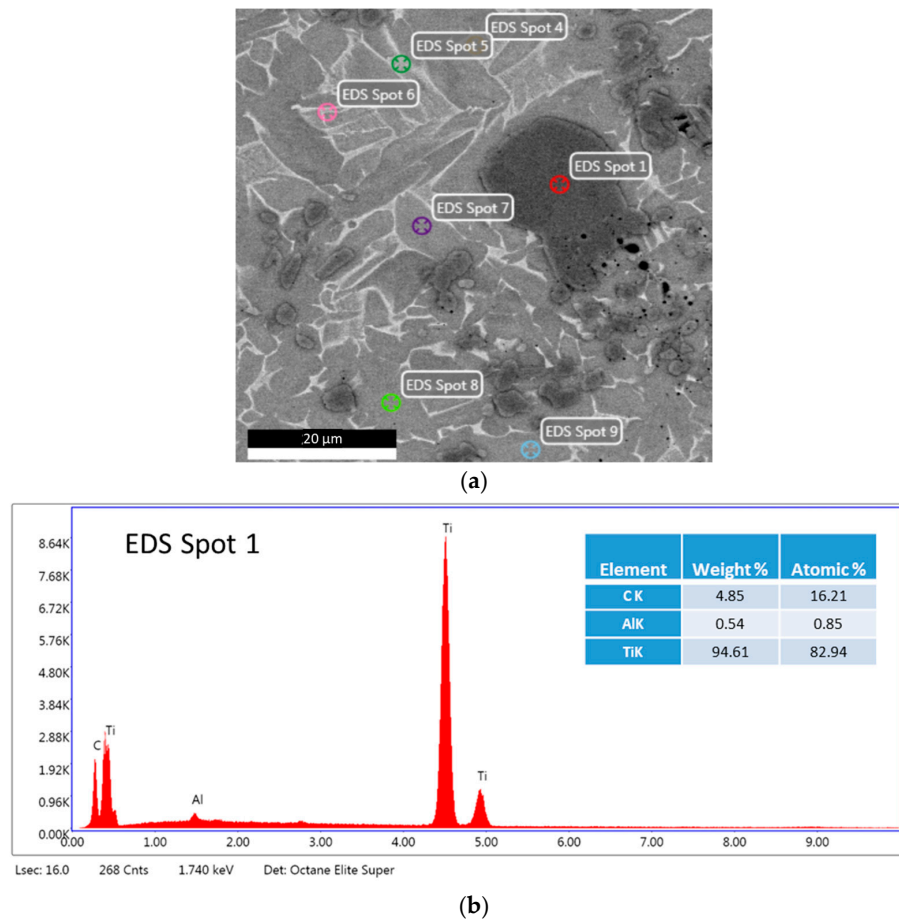 EDS Spot 4
EDS Spot 5
EDS Spot 6
EDS Spot 1
EDS Spot 7
EDS Spot 8
EDS Spot 9
20 µm
(a)
EDS Spot 1
Ti
8.64K
7.68K
6.72K
5.76K
4.80K
3.84K
2.88K
1.92K
0.96K
0.00K
C
Ti
Al
Ti
Element Weight % Atomic %
C K 4.85 16.21
AlK 0.54 0.85
TiK 94.61 82.94
0.00 1.00 2.00 3.00 4.00 5.00 6.00 7.00 8.00 9.00
Lsec: 16.0 268 Cnts 1.740 keV Det: Octane Elite Super
(b)